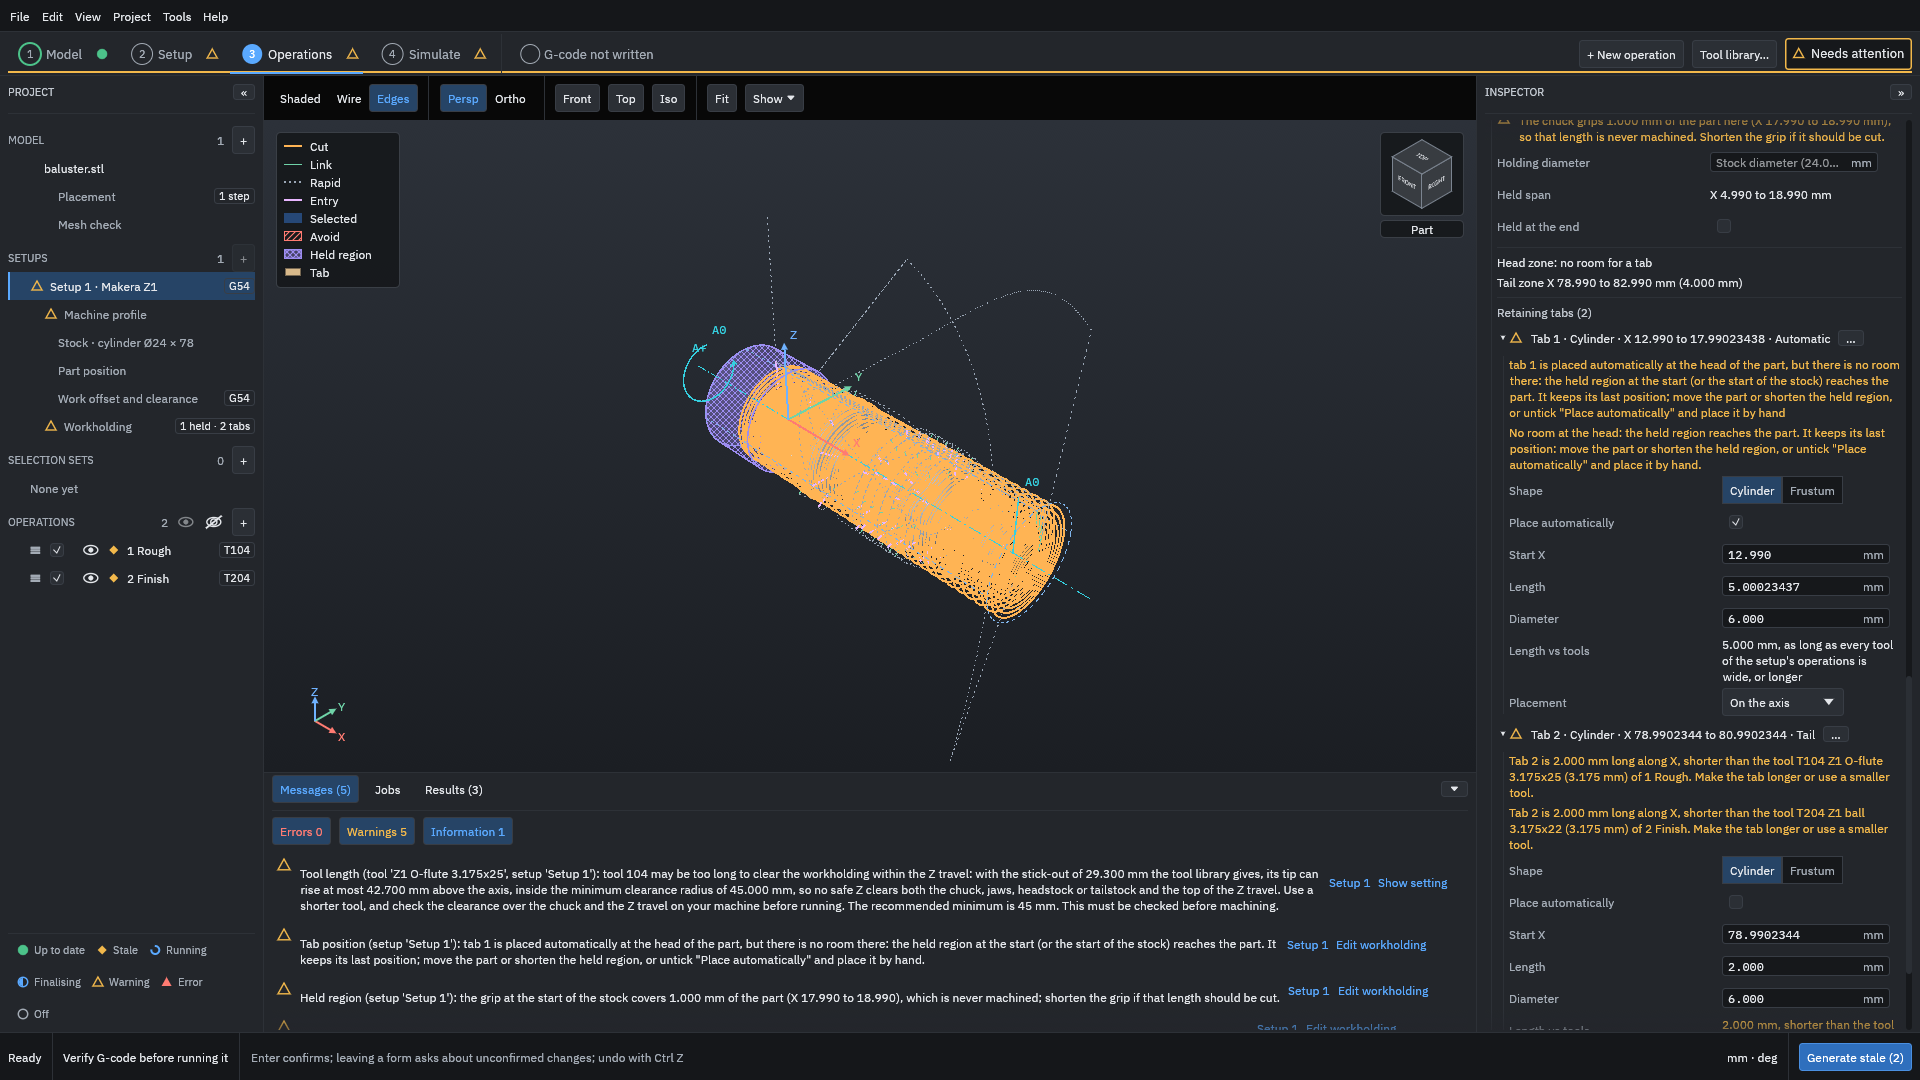 File Edit View Project Tools Help
1 Model 2 Setup 3 Operations 4 Simulate G-code not written + New operation Tool library... Needs attention
PROJECT «
MODEL 1 +
baluster.stl
Placement 1 step
Mesh check
SETUPS 1 +
Setup 1 · Makera Z1 G54
Machine profile
Stock · cylinder Ø24 × 78
Part position
Work offset and clearance G54
Workholding 1 held · 2 tabs
SELECTION SETS 0 +
None yet
OPERATIONS 2 +
1 Rough T104
2 Finish T204
Up to date Stale Running
Finalising Warning Error
Off
Shaded Wire Edges Persp Ortho Front Top Iso Fit Show
Cut
Link
Rapid
Entry
Selected
Avoid
Held region
Tab
A0
A+
Z
Y
X
A0
Z
Y
X
TOP
FRONT RIGHT
Part
Messages (5) Jobs Results (3)
Errors 0 Warnings 5 Information 1
Tool length (tool 'Z1 O-flute 3.175x25', setup 'Setup 1'): tool 104 may be too long to clear the workholding within the Z travel: with the stick-out of 29.300 mm the tool library gives, its tip can
rise at most 42.700 mm above the axis, inside the minimum clearance radius of 45.000 mm, so no safe Z clears both the chuck, jaws, headstock or tailstock and the top of the Z travel. Use a
shorter tool, and check the clearance over the chuck and the Z travel on your machine before running. The recommended minimum is 45 mm. This must be checked before machining.
Setup 1 Show setting
Tab position (setup 'Setup 1'): tab 1 is placed automatically at the head of the part, but there is no room there: the held region at the start (or the start of the stock) reaches the part. It
keeps its last position; move the part or shorten the held region, or untick "Place automatically" and place it by hand.
Setup 1 Edit workholding
Held region (setup 'Setup 1'): the grip at the start of the stock covers 1.000 mm of the part (X 17.990 to 18.990), which is never machined; shorten the grip if that length should be cut.
Setup 1 Edit workholding
Setup 1 Edit workholding
INSPECTOR »
The chuck grips 1.000 mm of the part here (X 17.990 to 18.990 mm),
so that length is never machined. Shorten the grip if it should be cut.
Holding diameter Stock diameter (24.0... mm
Held span X 4.990 to 18.990 mm
Held at the end
Head zone: no room for a tab
Tail zone X 78.990 to 82.990 mm (4.000 mm)
Retaining tabs (2)
Tab 1 · Cylinder · X 12.990 to 17.99023438 · Automatic ...
tab 1 is placed automatically at the head of the part, but there is no room
there: the held region at the start (or the start of the stock) reaches the
part. It keeps its last position; move the part or shorten the held region,
or untick "Place automatically" and place it by hand
No room at the head: the held region reaches the part. It keeps its last
position: move the part or shorten the held region, or untick "Place
automatically" and place it by hand.
Shape Cylinder Frustum
Place automatically
Start X 12.990 mm
Length 5.00023437 mm
Diameter 6.000 mm
Length vs tools 5.000 mm, as long as every tool
of the setup's operations is
wide, or longer
Placement On the axis
Tab 2 · Cylinder · X 78.9902344 to 80.9902344 · Tail ...
Tab 2 is 2.000 mm long along X, shorter than the tool T104 Z1 O-flute
3.175x25 (3.175 mm) of 1 Rough. Make the tab longer or use a smaller
tool.
Tab 2 is 2.000 mm long along X, shorter than the tool T204 Z1 ball
3.175x22 (3.175 mm) of 2 Finish. Make the tab longer or use a smaller
tool.
Shape Cylinder Frustum
Place automatically
Start X 78.9902344 mm
Length 2.000 mm
Diameter 6.000 mm
Length vs tools 2.000 mm, shorter than the tool
Ready Verify G-code before running it Enter confirms; leaving a form asks about unconfirmed changes; undo with Ctrl Z mm · deg Generate stale (2)